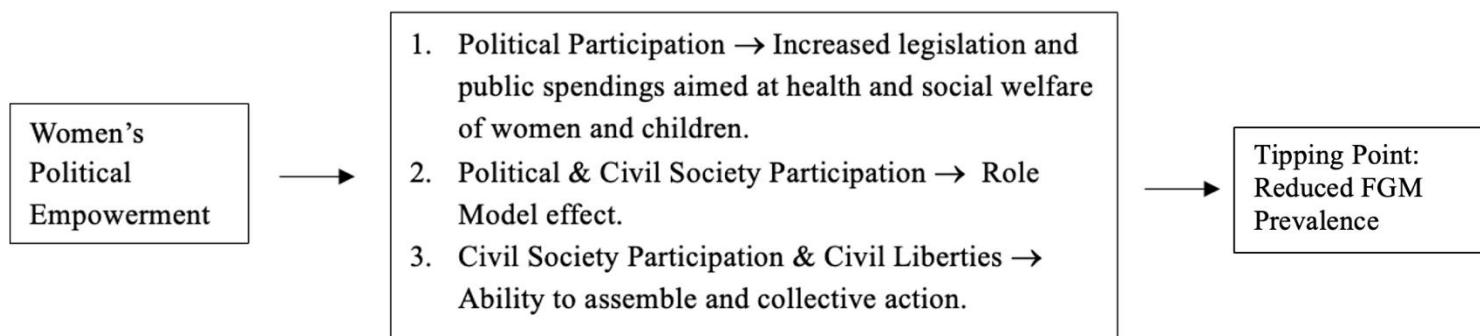 Women’s
Political
Empowerment
1. Political Participation → Increased legislation and
public spendings aimed at health and social welfare
of women and children.
2. Political & Civil Society Participation → Role
Model effect.
3. Civil Society Participation & Civil Liberties →
Ability to assemble and collective action.
Tipping Point:
Reduced FGM
Prevalence